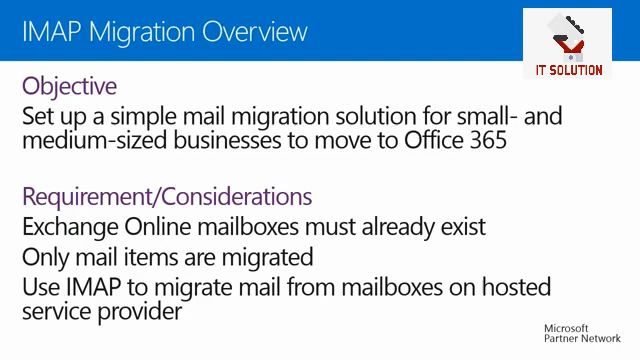 IMAP Migration Overview
IT SOLUTION
Objective
Set up a simple mail migration solution for small- and
medium-sized businesses to move to Office 365
Requirement/Considerations
Exchange Online mailboxes must already exist
Only mail items are migrated
Use IMAP to migrate mail from mailboxes on hosted
service provider
Microsoft
Partner Network